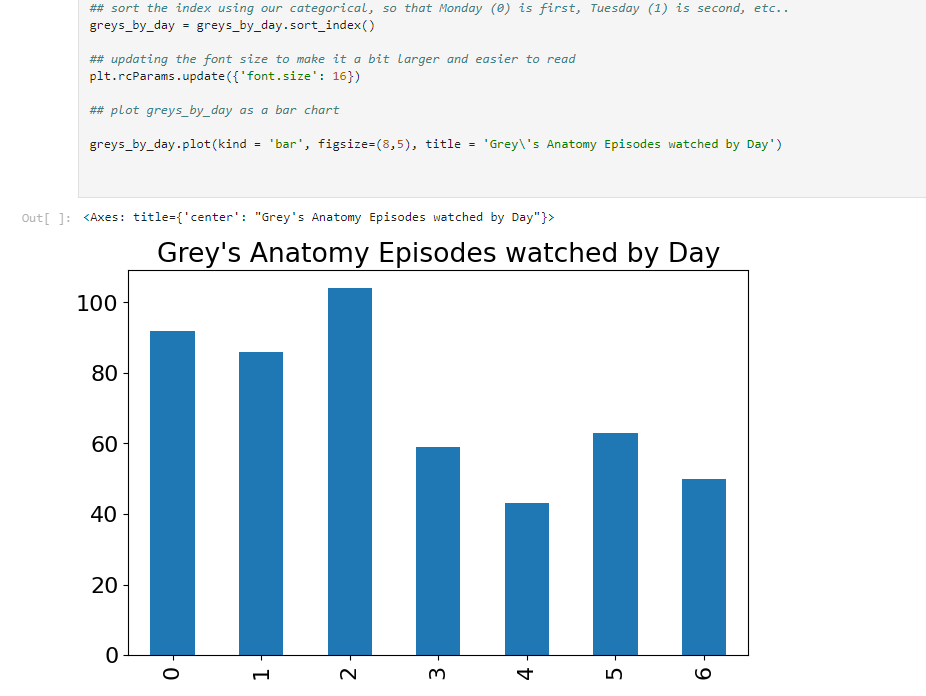 ## sort the index using our categorical, so that Monday (0) is first, Tuesday (1) is second, etc..
greys_by_day = greys_by_day.sort_index()
## updating the font size to make it a bit larger and easier to read
plt.rcParams.update({'font.size': 16})
## plot greys_by_day as a bar chart
greys_by_day.plot(kind = 'bar', figsize=(8,5), title = 'Grey\'s Anatomy Episodes watched by Day')
Out[ ]: <Axes: title={'center': "Grey's Anatomy Episodes watched by Day"}>
Grey's Anatomy Episodes watched by Day
100
80
60
40
20
0
0 1 2 3 4 5 6